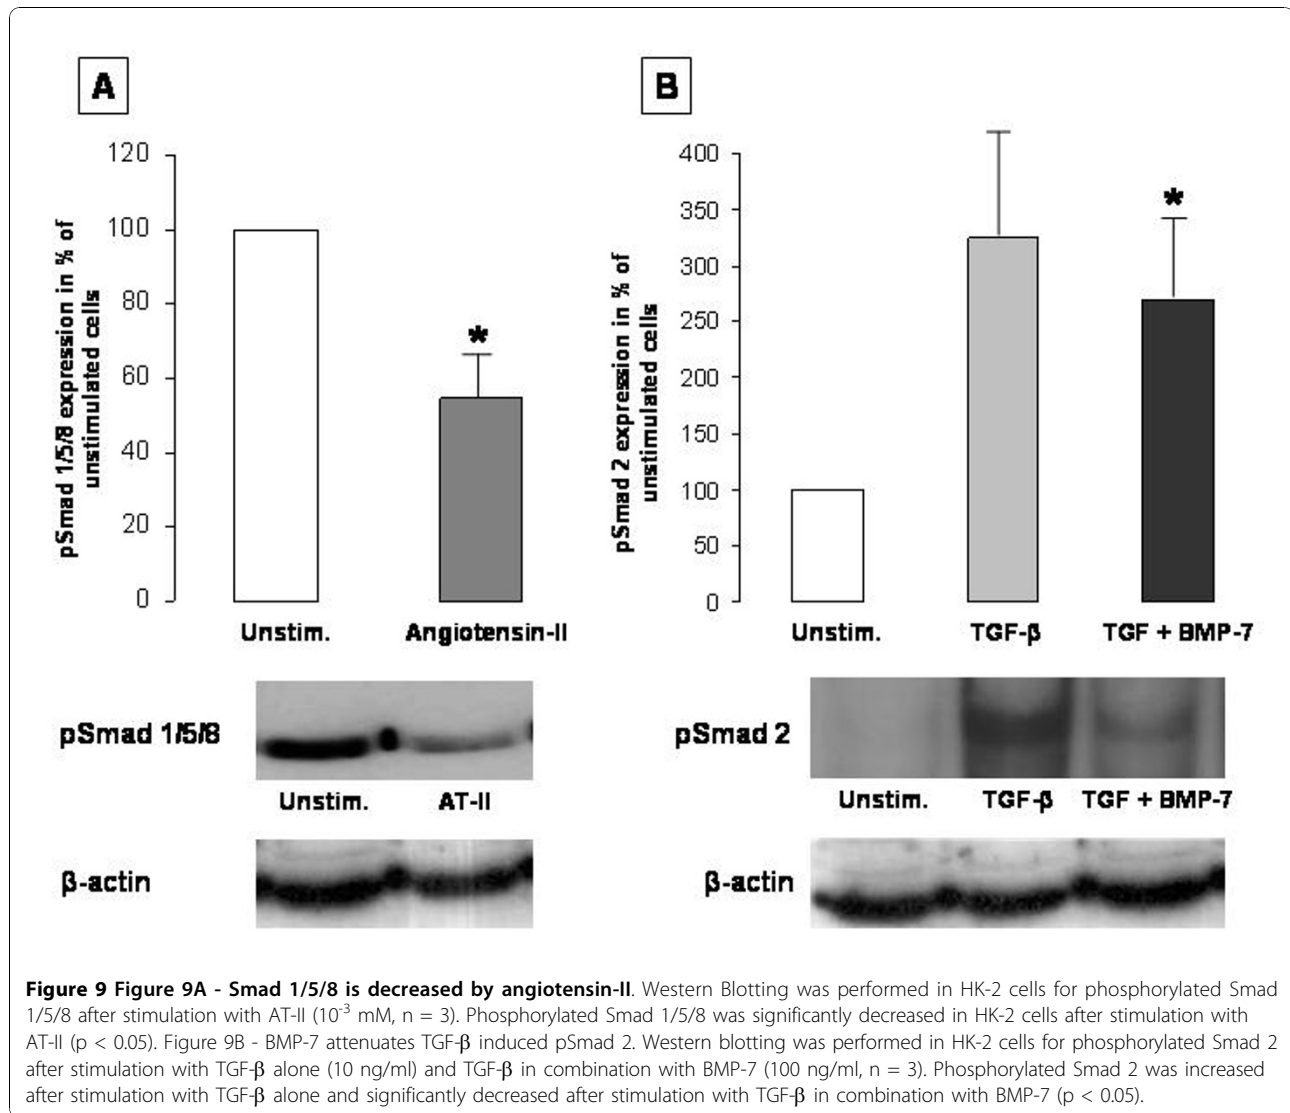 A
B
120
100
80
60
40
20
0
pSmad 1/5/8 expression in % of
unstimulated cells
*
Unstim. Angiotensin-II
400
350
300
250
200
150
100
50
0
pSmad 2 expression in % of
unstimulated cells
*
Unstim. TGF-β TGF + BMP-7
pSmad 1/5/8
Unstim. AT-II
β-actin
pSmad 2
Unstim. TGF-β TGF + BMP-7
β-actin
Figure 9 Figure 9A - Smad 1/5/8 is decreased by angiotensin-II. Western Blotting was performed in HK-2 cells for phosphorylated Smad
1/5/8 after stimulation with AT-II (10⁻³ mM, n = 3). Phosphorylated Smad 1/5/8 was significantly decreased in HK-2 cells after stimulation with
AT-II (p < 0.05). Figure 9B - BMP-7 attenuates TGF-β induced pSmad 2. Western blotting was performed in HK-2 cells for phosphorylated Smad 2
after stimulation with TGF-β alone (10 ng/ml) and TGF-β in combination with BMP-7 (100 ng/ml, n = 3). Phosphorylated Smad 2 was increased
after stimulation with TGF-β alone and significantly decreased after stimulation with TGF-β in combination with BMP-7 (p < 0.05).